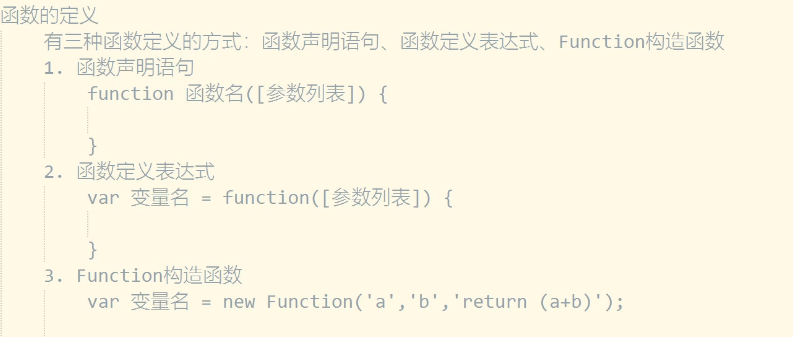 函数的定义
有三种函数定义的方式：函数声明语句、函数定义表达式、Function构造函数
1. 函数声明语句
function 函数名([参数列表]) {
}
2. 函数定义表达式
var 变量名 = function([参数列表]) {
}
3. Function构造函数
var 变量名 = new Function('a','b','return (a+b)');